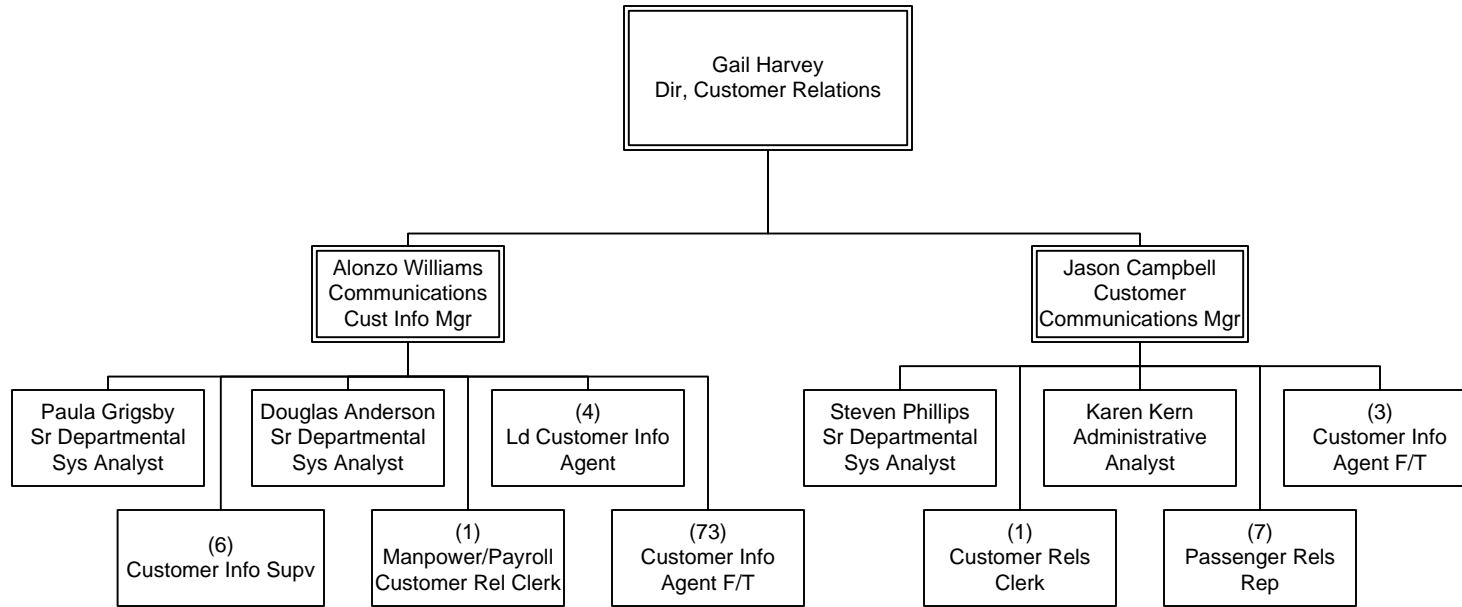 Gail Harvey
Dir, Customer Relations
Alonzo Williams
Communications
Cust Info Mgr
Jason Campbell
Customer
Communications Mgr
Paula Grigsby
Sr Departmental
Sys Analyst
Douglas Anderson
Sr Departmental
Sys Analyst
(4)
Ld Customer Info
Agent
Steven Phillips
Sr Departmental
Sys Analyst
Karen Kern
Administrative
Analyst
(3)
Customer Info
Agent F/T
(6)
Customer Info Supv
(1)
Manpower/Payroll
Customer Rel Clerk
(73)
Customer Info
Agent F/T
(1)
Customer Rels
Clerk
(7)
Passenger Rels
Rep